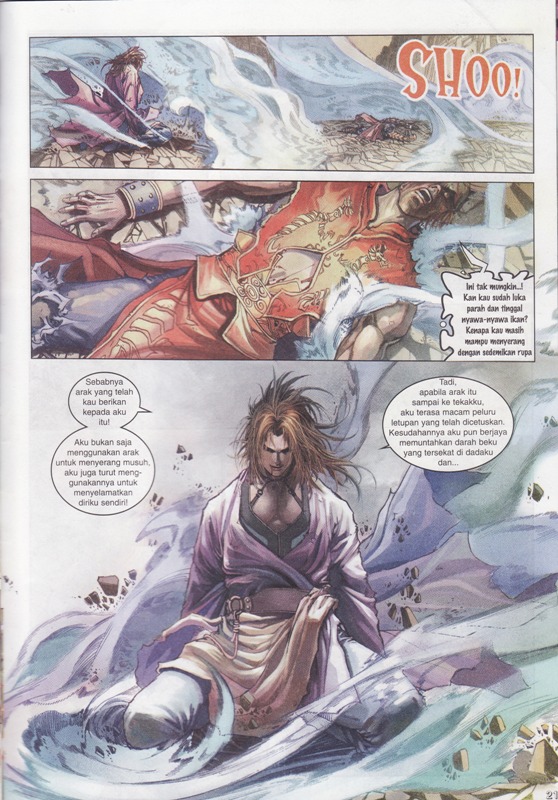 SHOO!
Ini tak mungkin..!
Kan kau sudah luka
parah dan tinggal
nyawa-nyawa ikan?
Kenapa kau masih
mampu menyerang
dengan sedemikan rupa
Sebabnya
arak yang telah
kau berikan
kepada aku
itu!
Aku bukan saja
menggunakan arak
untuk menyerang musuh,
aku juga turut meng-
gunakannya untuk
menyelamatkan
diriku sendiri!
Tadi,
apabila arak itu
sampai ke tekakku,
aku terasa macam peluru
letupan yang telah dicetuskan.
Kesudahannya aku pun berjaya
memuntahkan darah beku
yang tersekat di dadaku
dan...